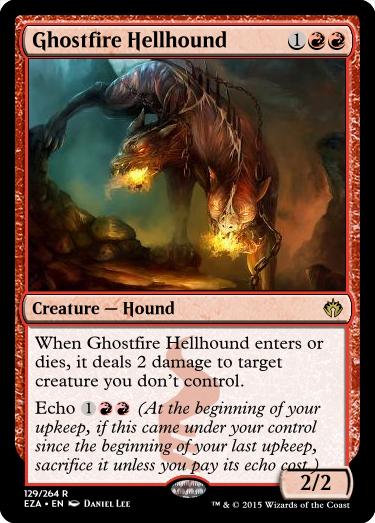 Ghostfire Hellhound 1
Creature — Hound
When Ghostfire Hellhound enters or
dies, it deals 2 damage to target
creature you don't control.
Echo 1 (At the beginning of your
upkeep, if this came under your control
since the beginning of your last upkeep,
sacrifice it unless you pay its echo cost.)
2/2
129/264 R
EZA • EN DANIEL LEE
™ & © 2015 Wizards of the Coast